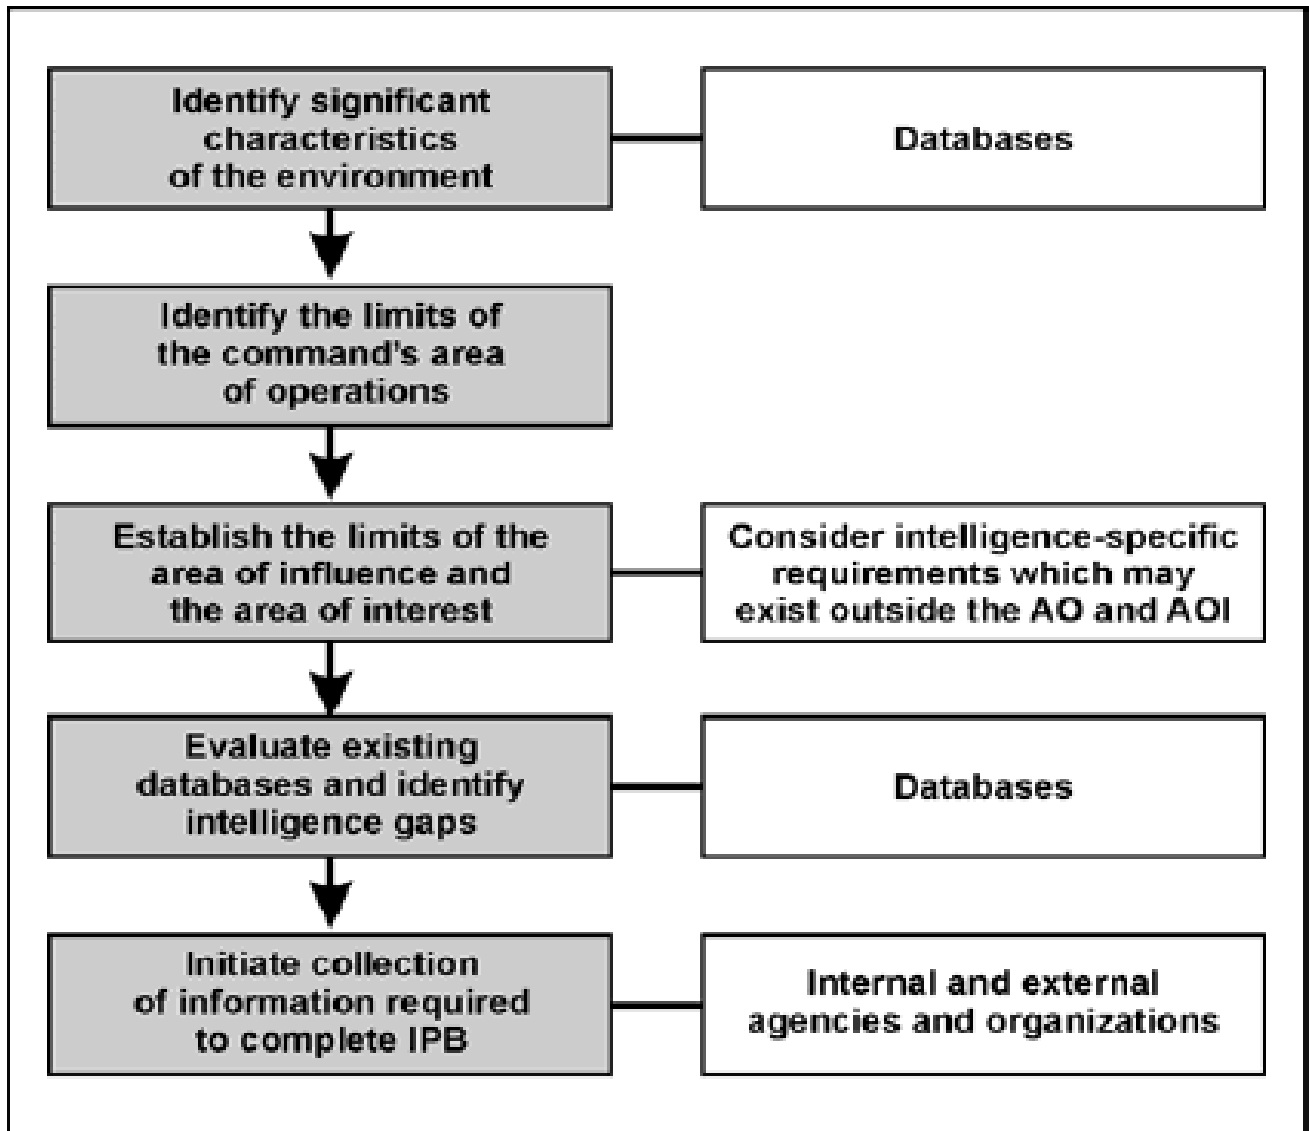 Identify significant
characteristics
of the environment
Databases
Identify the limits of
the command's area
of operations
Establish the limits of the
area of influence and
the area of interest
Consider intelligence-specific
requirements which may
exist outside the AO and AOI
Evaluate existing
databases and identify
intelligence gaps
Databases
Initiate collection
of information required
to complete IPB
Internal and external
agencies and organizations